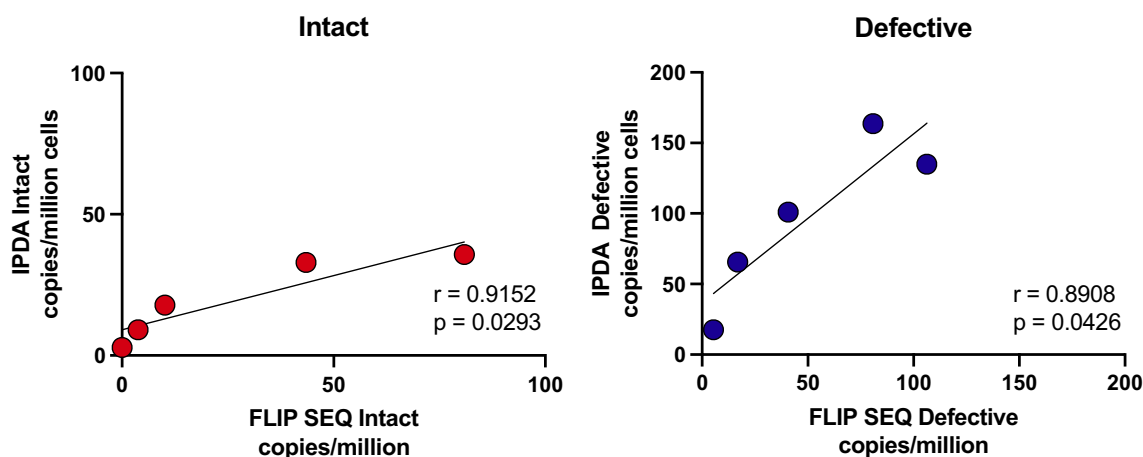 Intact
IPDA Intact
copies/million cells
100
50
0
0
50
100
r = 0.9152
p = 0.0293
FLIP SEQ Intact
copies/million
Defective
IPDA Defective
copies/million cells
200
150
100
50
0
0
50
100
150
200
r = 0.8908
p = 0.0426
FLIP SEQ Defective
copies/million